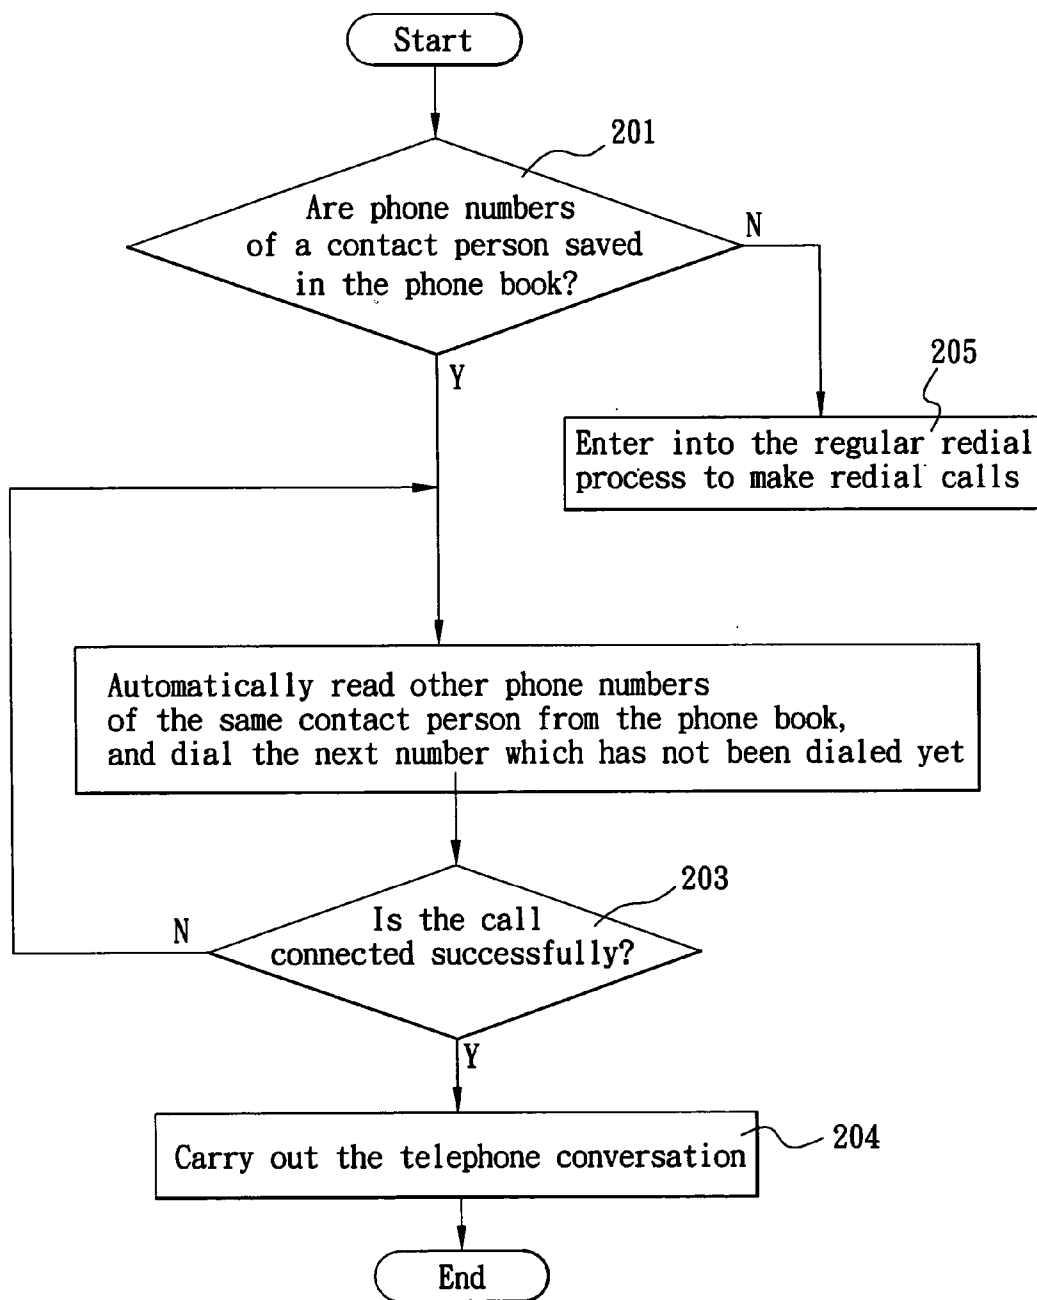 Start
201
Are phone numbers
of a contact person saved
in the phone book?
N
Y
205
Enter into the regular redial
process to make redial calls
Automatically read other phone numbers
of the same contact person from the phone book,
and dial the next number which has not been dialed yet
203
Is the call
connected successfully?
N
Y
204
Carry out the telephone conversation
End